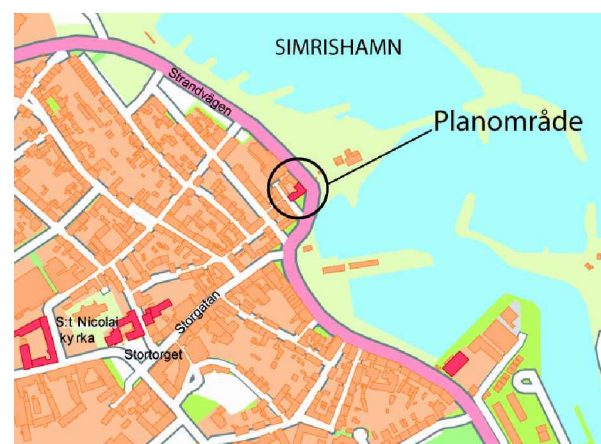 SIMRISHAMN
Strandvägen
Planområde
S:t Nicolai
kyrka
Storgatan
Stortorget